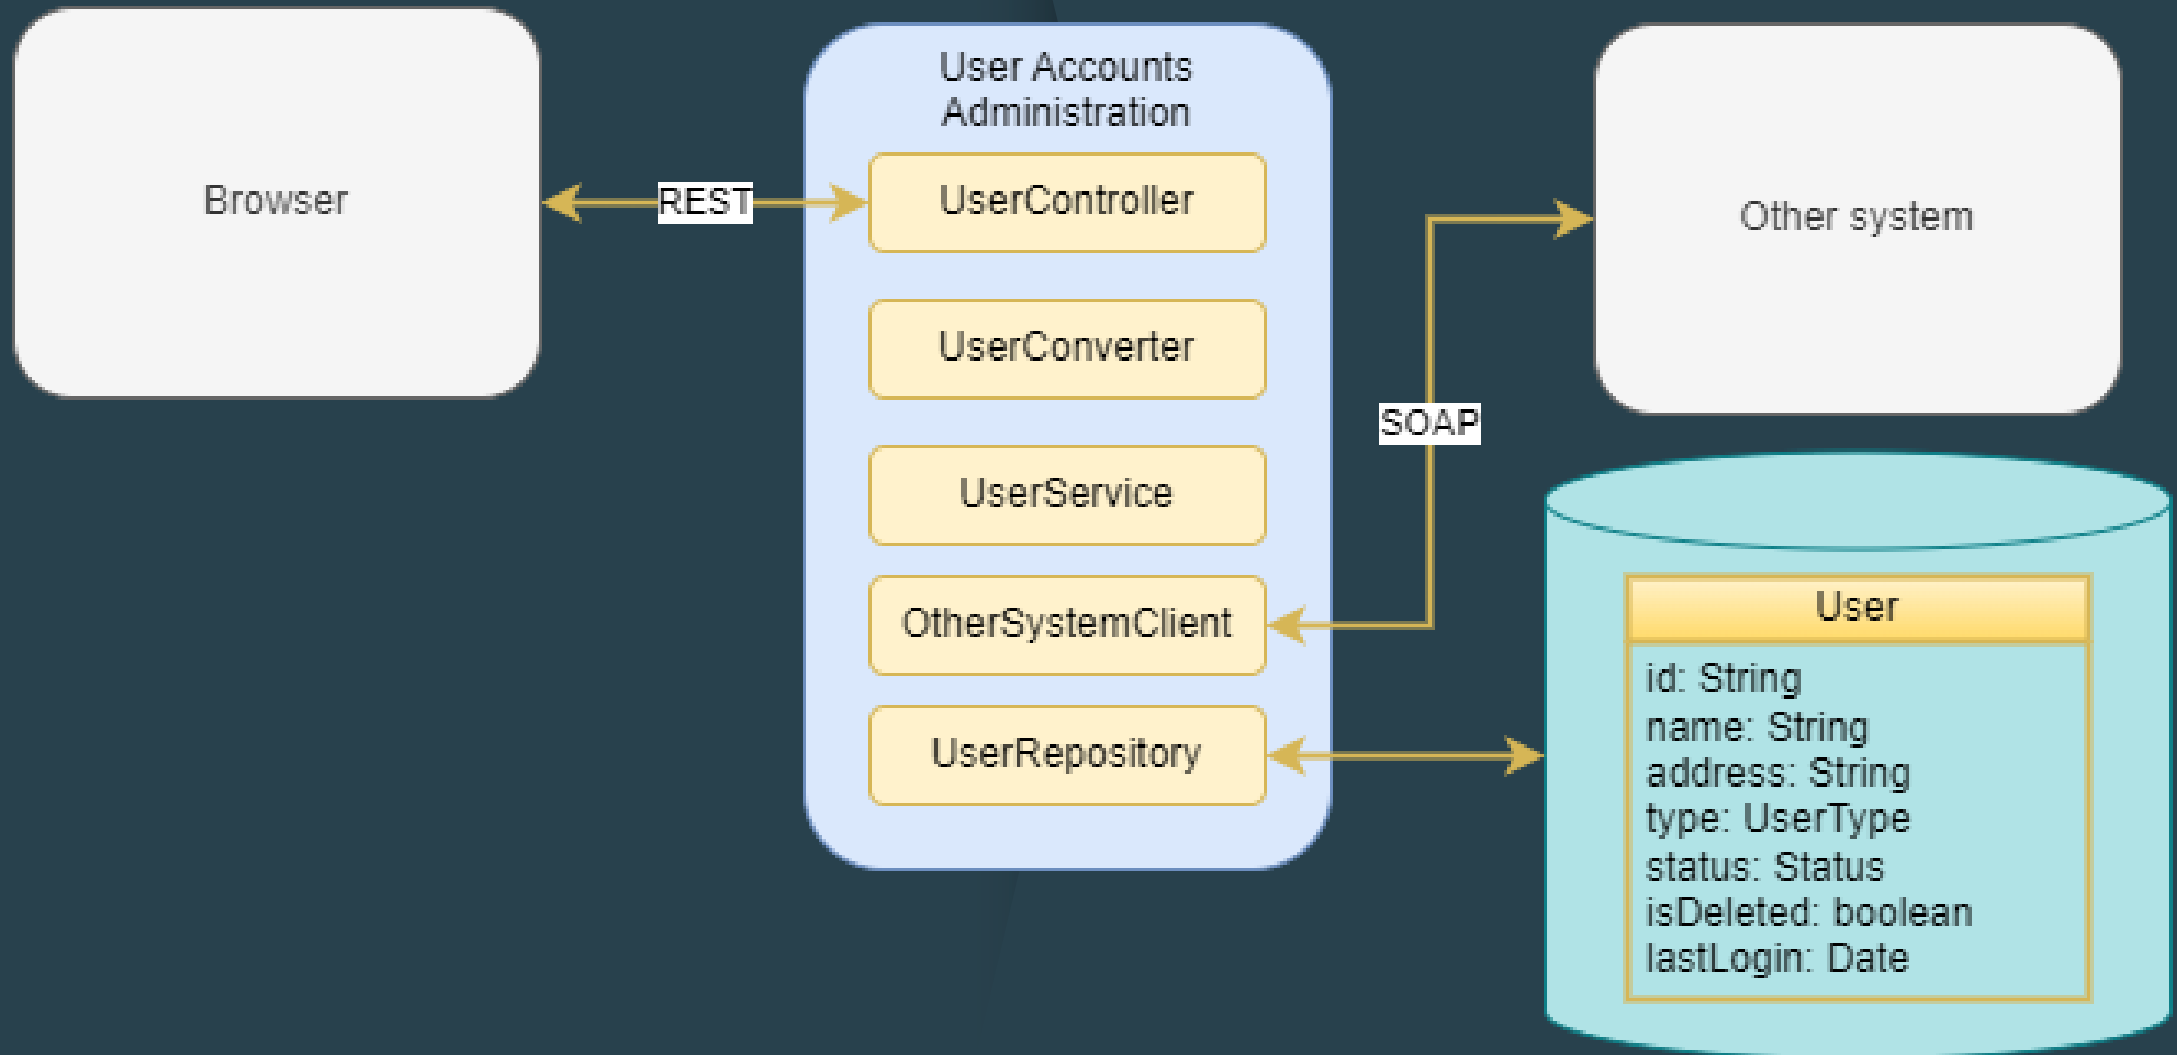 Browser
REST
User Accounts
Administration
UserController
UserConverter
UserService
OtherSystemClient
UserRepository
SOAP
Other system
User
id: String
name: String
address: String
type: UserType
status: Status
isDeleted: boolean
lastLogin: Date